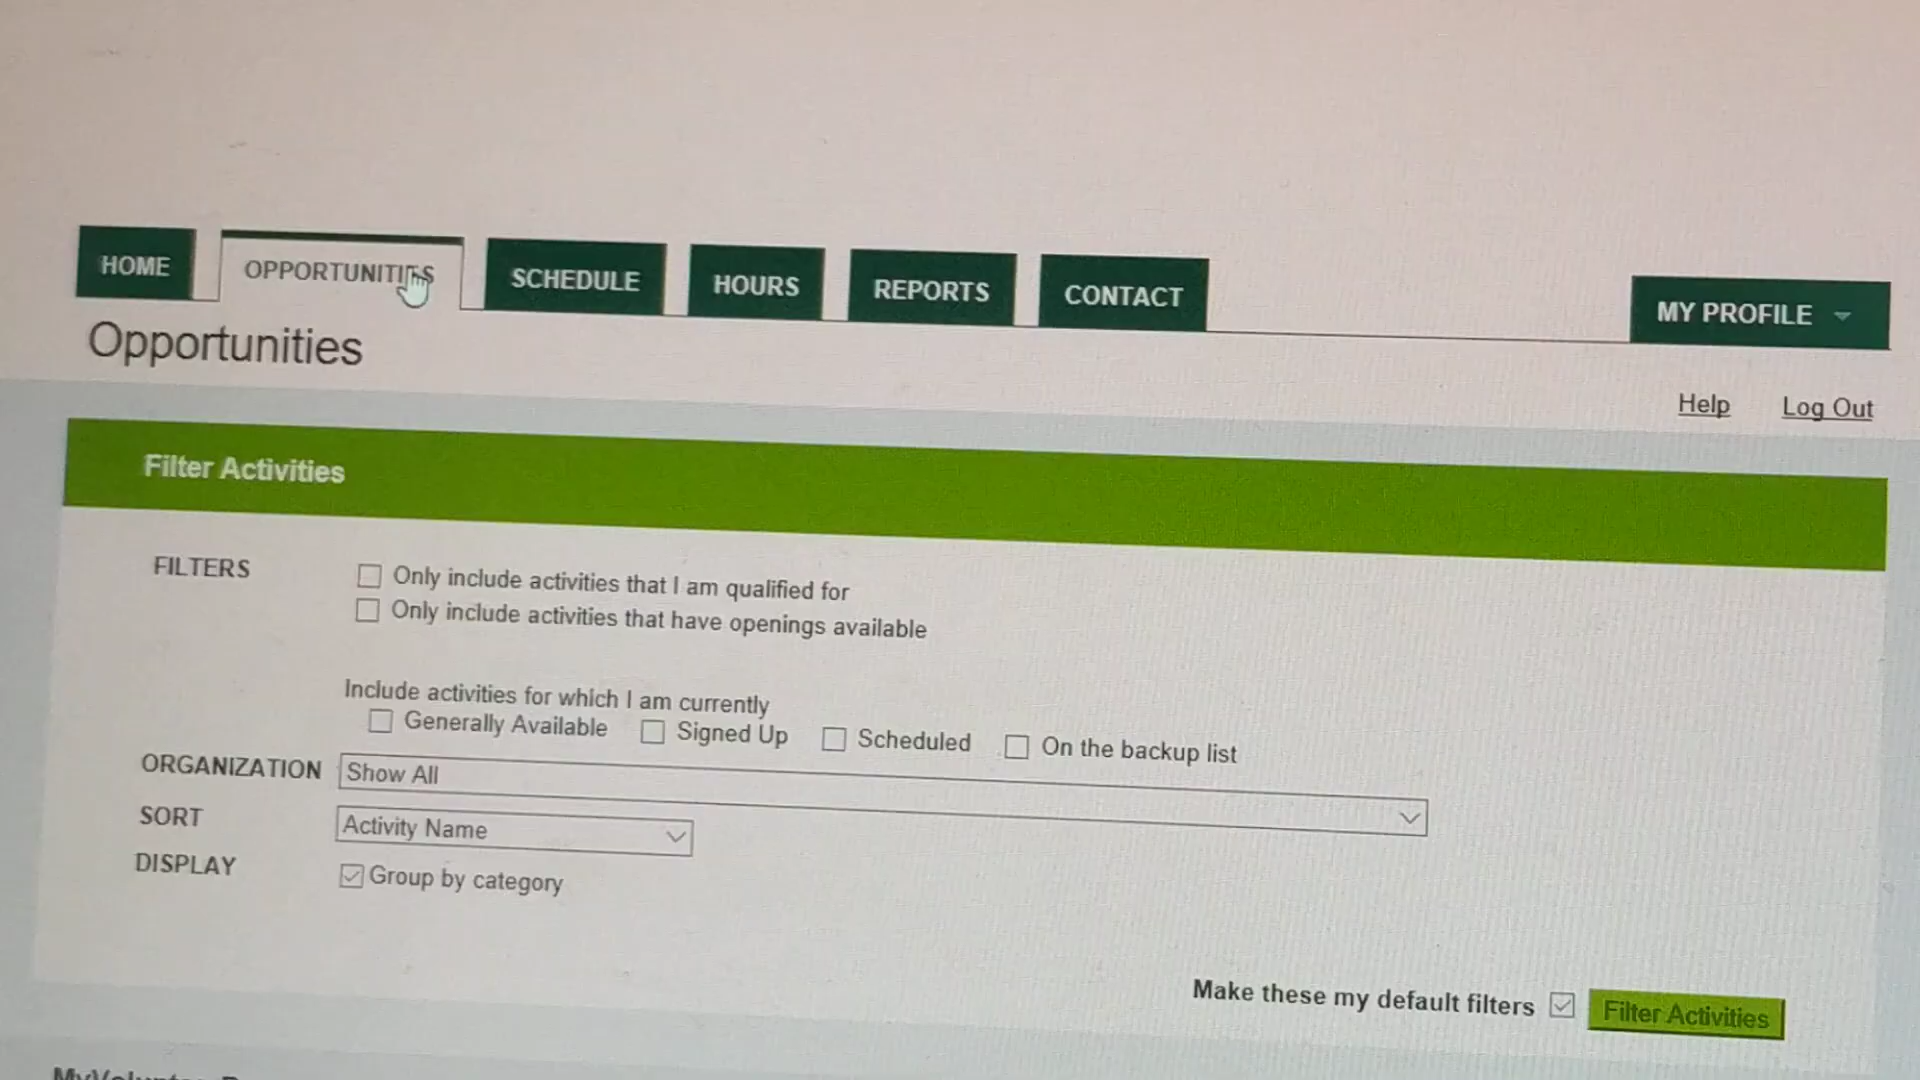 HOME OPPORTUNITIES SCHEDULE HOURS REPORTS CONTACT MY PROFILE
Opportunities
Help Log Out
Filter Activities
FILTERS
Only include activities that I am qualified for
Only include activities that have openings available
Include activities for which I am currently
Generally Available Signed Up Scheduled On the backup list
ORGANIZATION Show All
SORT Activity Name
DISPLAY Group by category
Make these my default filters Filter Activities